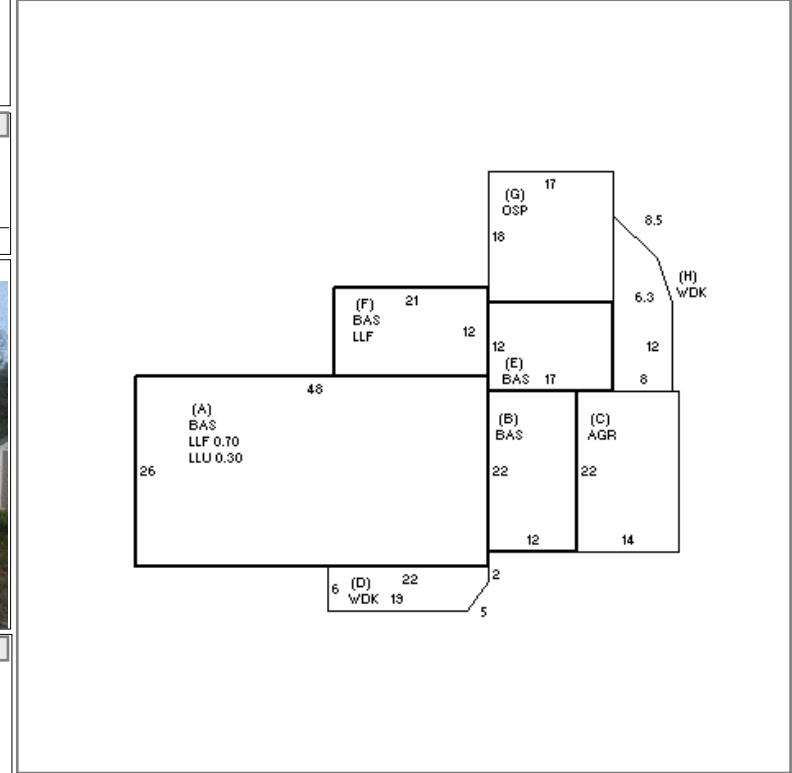 17
(G)
OSP
18
8.5
(H)
WDK
6.3
12
8
21
(F)
BAS
LLF
12
12
(E)
BAS 17
48
(A)
BAS
LLF 0.70
LLU 0.30
26
(B)
BAS
22
12
(C)
AGR
22
14
22
(D)
WDK 19
6
2
5